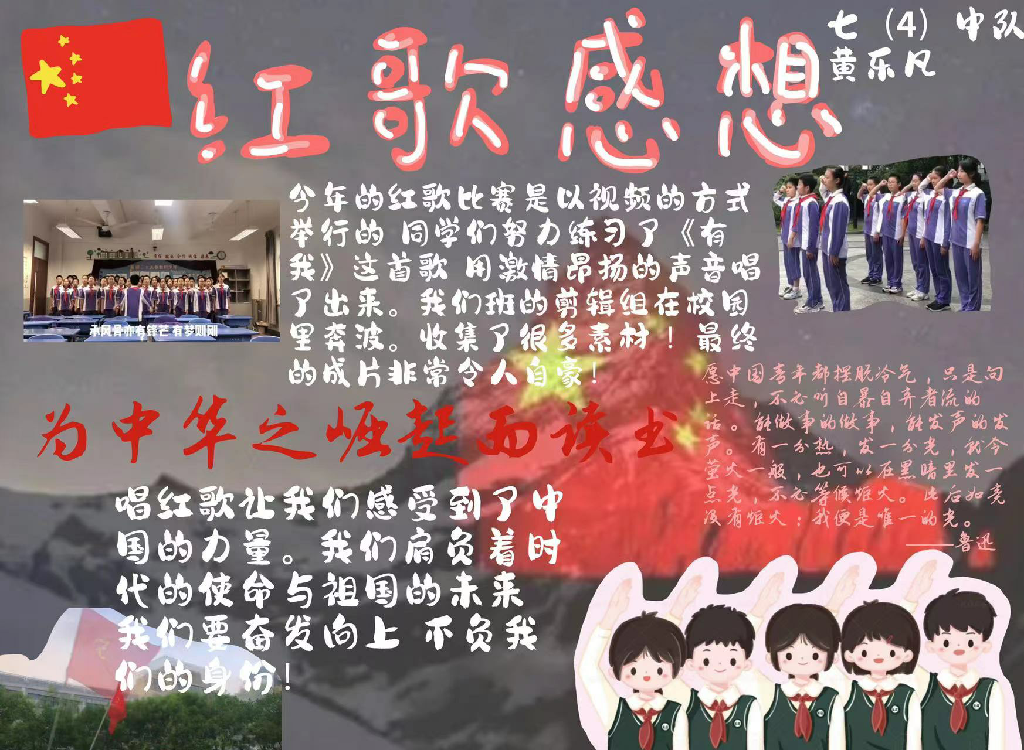 七（4）中队
黄乐凡
红歌感想
今年的红歌比赛是以视频的方式
举行的 同学们努力练习了《有
我》这首歌 用激情昂扬的声音唱
了出来。我们班的剪辑组在校园
里奔波。收集了很多素材！最终
的成片非常令人自豪！
承风骨亦有锋芒 有梦则刚
愿中国青年都摆脱冷气，只是向
上走，不必听自暴自弃者流的
话。能做事的做事，能发声的发
声。有一分热，发一分光，就令
萤火一般，也可以在黑暗里发一
点光，不必等候炬火。此后如竟
没有炬火：我便是唯一的光。
——鲁迅
为中华之崛起而读书
唱红歌让我们感受到了中
国的力量。我们肩负着时
代的使命与祖国的未来
我们要奋发向上 不负我
们的身份！